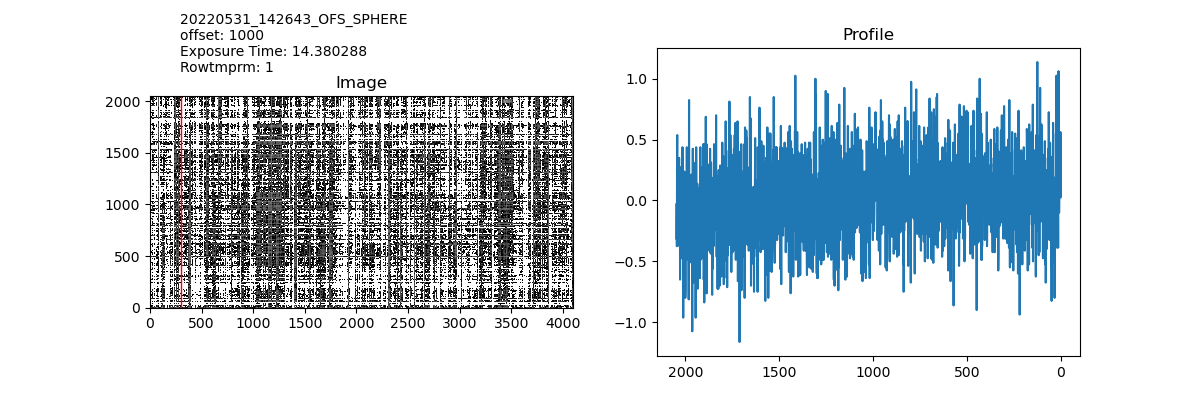 20220531_142643_OFS_SPHERE
offset: 1000
Exposure Time: 14.380288
Rowtmprm: 1
Image
2000
1500
1000
500
0
0 500 1000 1500 2000 2500 3000 3500 4000
Profile
1.0
0.5
0.0
−0.5
−1.0
2000 1500 1000 500 0